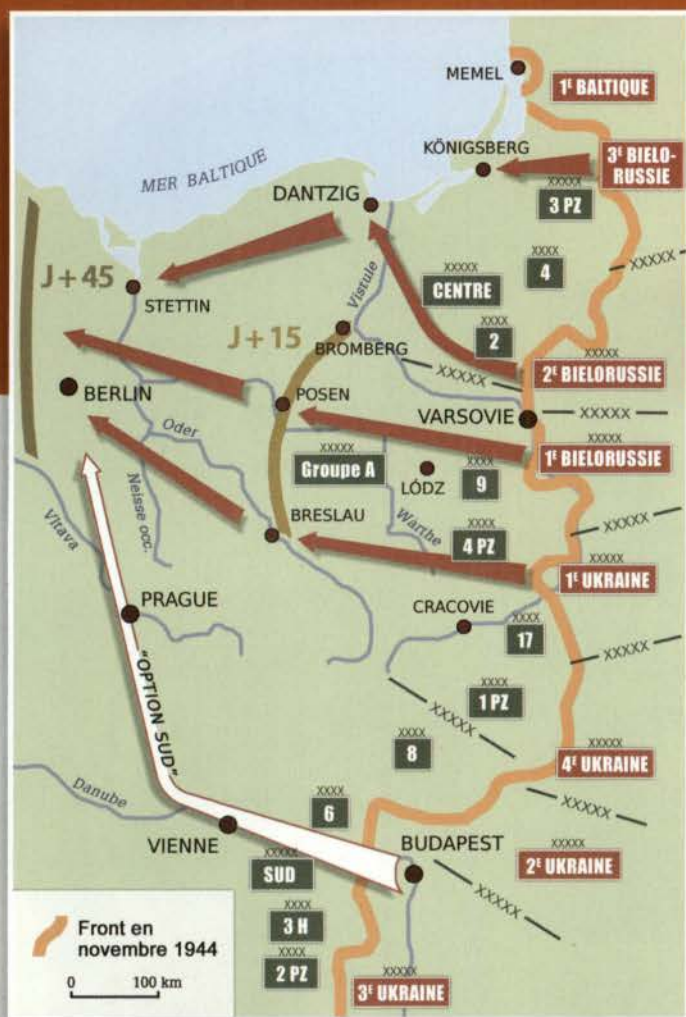 MEMEL
1E BALTIQUE
KÖNIGSBERG
3E BIELO-
RUSSIE
MER BALTIQUE
XXXXX
3 PZ
DANTZIG
XXXXX
J + 45
STETTIN
Vistule
XXXXX
CENTRE
XXXX
4
J + 15
BROMBERG
XXXX
2
XXXXX
XXXXX
2E BIELORUSSIE
BERLIN
POSEN
VARSOVIE
XXXXX
XXXXX
1E BIELORUSSIE
Oder
XXXXX
Groupe A
LÓDZ
XXXX
9
Neisse occ.
Vltava
BRESLAU
Warthe
XXXX
4 PZ
XXXXX
XXXXX
1E UKRAINE
PRAGUE
CRACOVIE
XXXX
17
XXXXX
"OPTION SUD"
XXXX
1 PZ
XXXXX
XXXX
8
XXXXX
4E UKRAINE
XXXXX
Danube
XXXX
6
VIENNE
BUDAPEST
XXXXX
2E UKRAINE
XXXXX
SUD
XXXXX
XXXX
3 H
XXXX
2 PZ
XXXXX
3E UKRAINE
Front en
novembre 1944
0 100 km